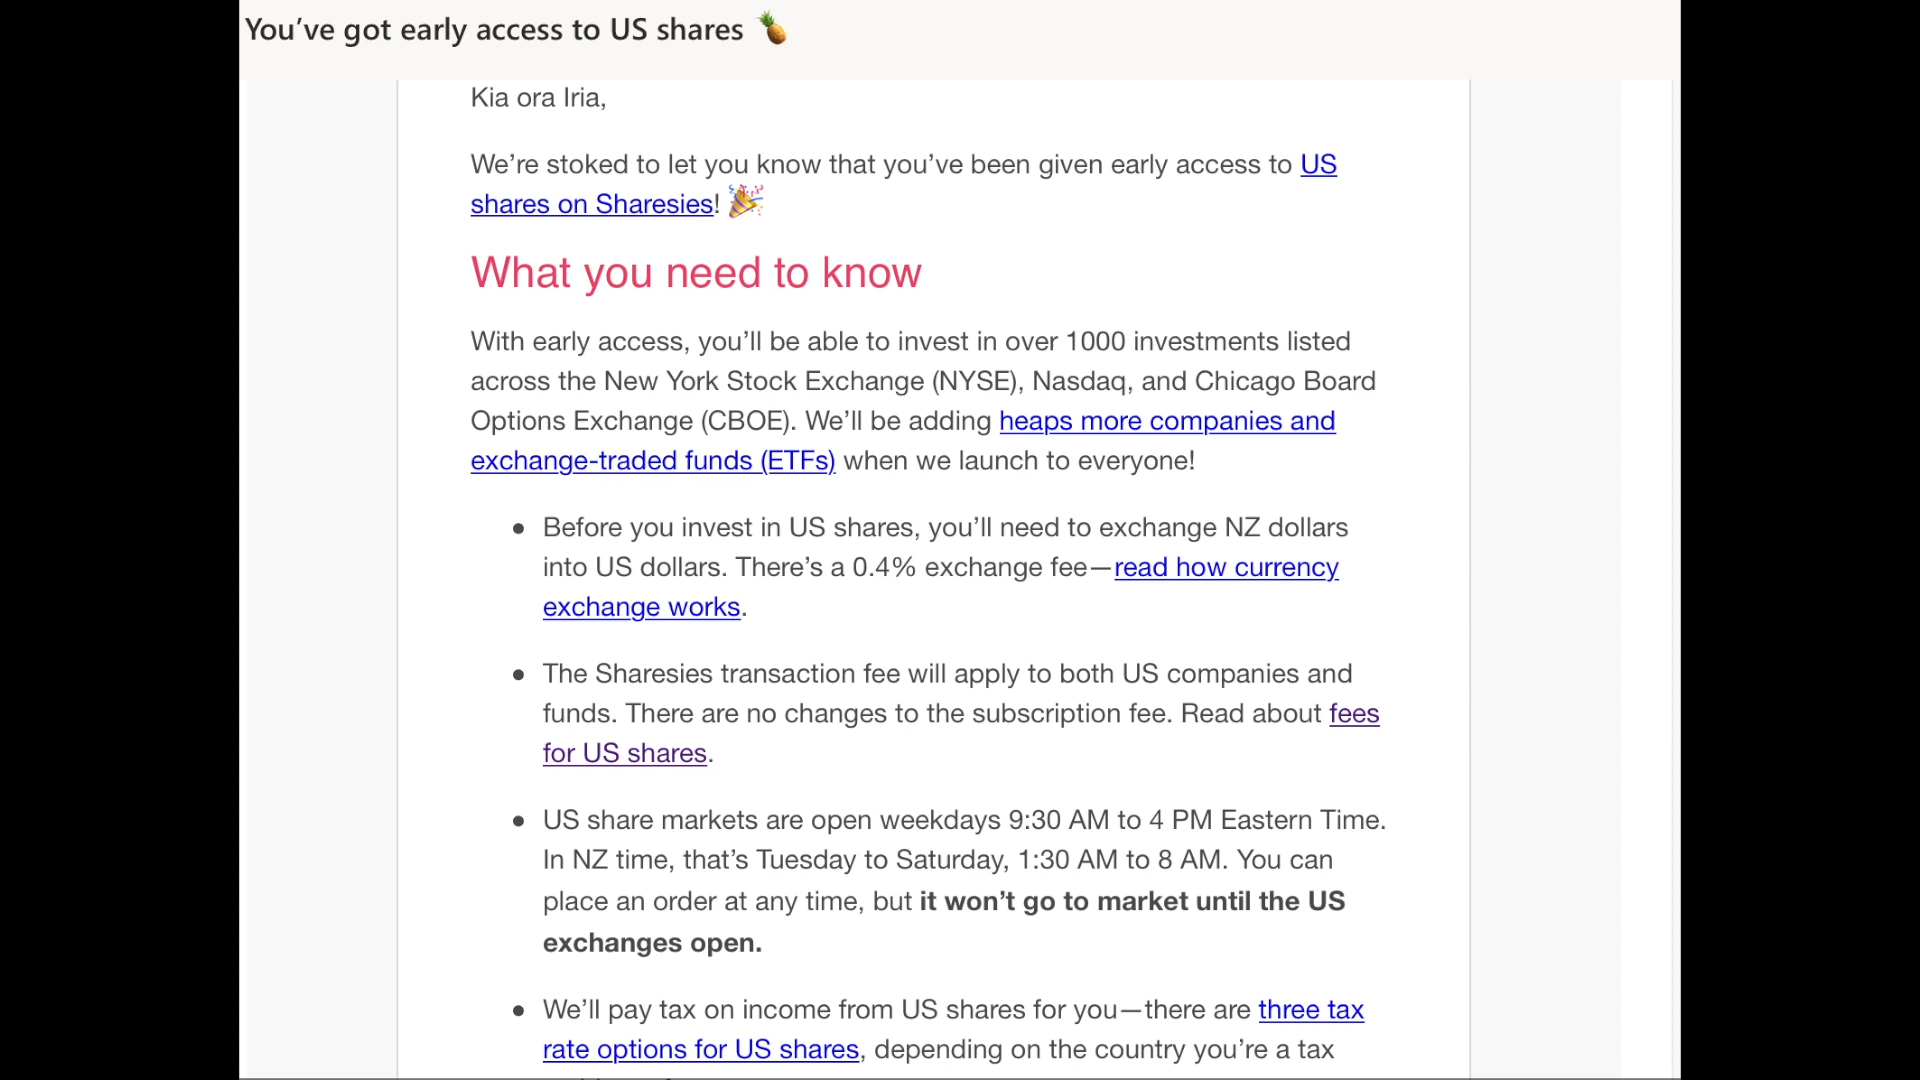 You’ve got early access to US shares 🍍
Kia ora Iria,
We’re stoked to let you know that you’ve been given early access to US
shares on Sharesies! 🎉
What you need to know
With early access, you’ll be able to invest in over 1000 investments listed
across the New York Stock Exchange (NYSE), Nasdaq, and Chicago Board
Options Exchange (CBOE). We’ll be adding heaps more companies and
exchange-traded funds (ETFs) when we launch to everyone!
● Before you invest in US shares, you’ll need to exchange NZ dollars
into US dollars. There’s a 0.4% exchange fee—read how currency
exchange works.
● The Sharesies transaction fee will apply to both US companies and
funds. There are no changes to the subscription fee. Read about fees
for US shares.
● US share markets are open weekdays 9:30 AM to 4 PM Eastern Time.
In NZ time, that’s Tuesday to Saturday, 1:30 AM to 8 AM. You can
place an order at any time, but it won’t go to market until the US
exchanges open.
● We’ll pay tax on income from US shares for you—there are three tax
rate options for US shares, depending on the country you’re a tax